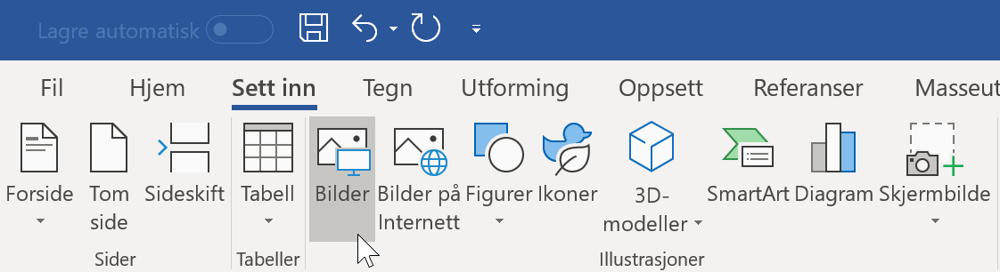 Lagre automatisk
Fil Hjem Sett inn Tegn Utforming Oppsett Referanser Masseut
Forside Tom side Sideskift Tabell Bilder Bilder på Internett Figurer Ikoner 3D-modeller SmartArt Diagram Skjermbilde
Sider Tabeller Illustrasjoner